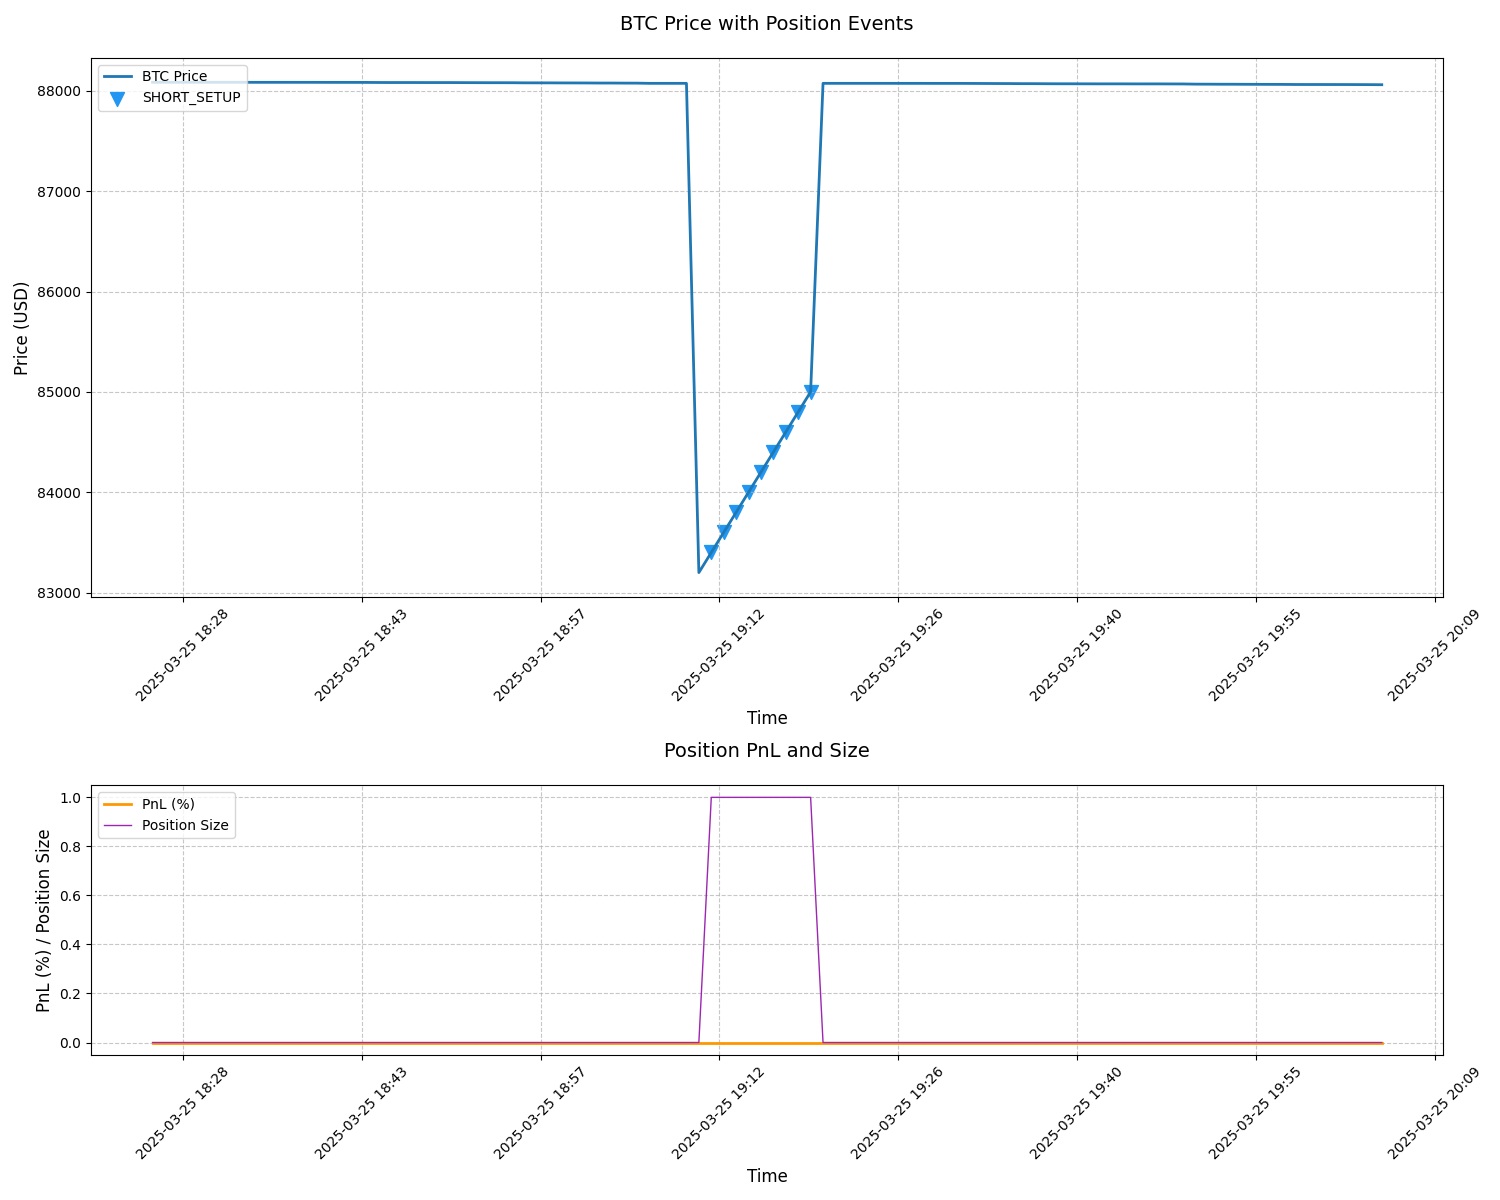 BTC Price with Position Events
BTC Price
SHORT_SETUP
Price (USD)
88000
87000
86000
85000
84000
83000
2025-03-25 18:28
2025-03-25 18:43
2025-03-25 18:57
2025-03-25 19:12
2025-03-25 19:26
2025-03-25 19:40
2025-03-25 19:55
2025-03-25 20:09
Time
Position PnL and Size
PnL (%)
Position Size
PnL (%) / Position Size
1.0
0.8
0.6
0.4
0.2
0.0
2025-03-25 18:28
2025-03-25 18:43
2025-03-25 18:57
2025-03-25 19:12
2025-03-25 19:26
2025-03-25 19:40
2025-03-25 19:55
2025-03-25 20:09
Time